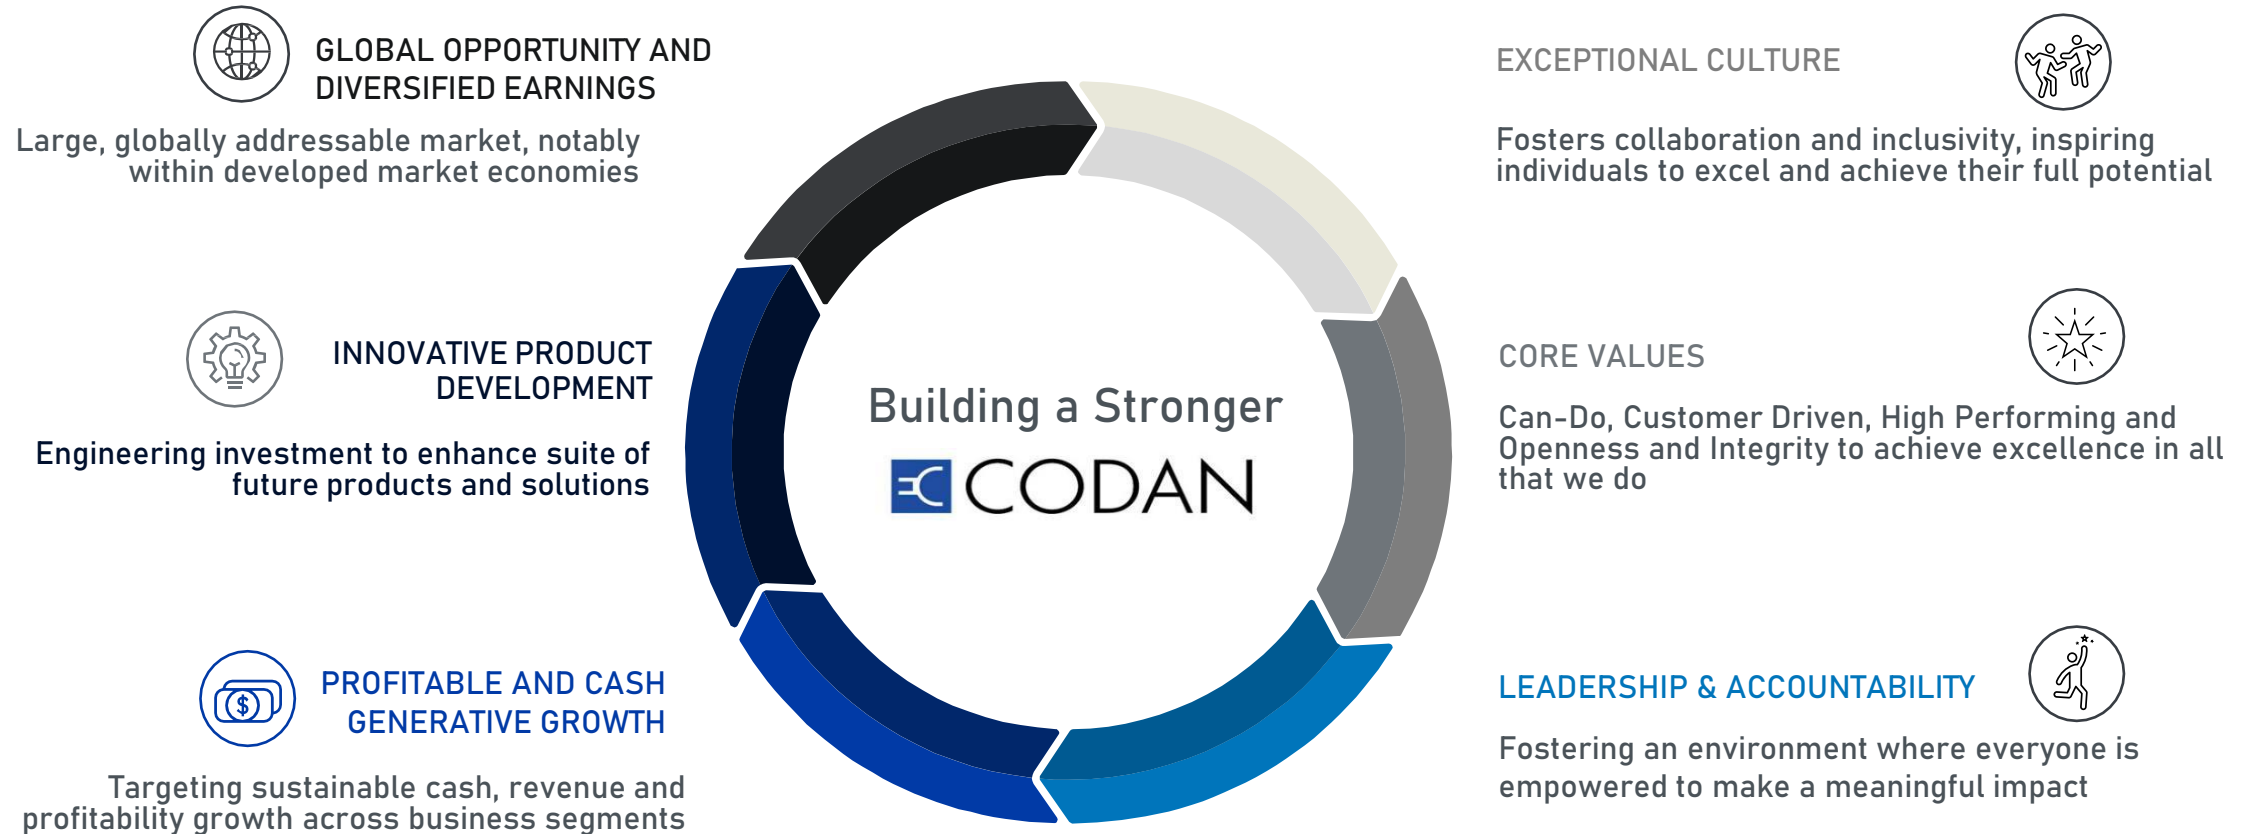 GLOBAL OPPORTUNITY AND
DIVERSIFIED EARNINGS
Large, globally addressable market, notably
within developed market economies
INNOVATIVE PRODUCT
DEVELOPMENT
Engineering investment to enhance suite of
future products and solutions
$
PROFITABLE AND CASH
GENERATIVE GROWTH
Targeting sustainable cash, revenue and
profitability growth across business segments
Building a Stronger
CODAN
EXCEPTIONAL CULTURE
Fosters collaboration and inclusivity, inspiring
individuals to excel and achieve their full potential
CORE VALUES
Can-Do, Customer Driven, High Performing and
Openness and Integrity to achieve excellence in all
that we do
LEADERSHIP & ACCOUNTABILITY
Fostering an environment where everyone is
empowered to make a meaningful impact